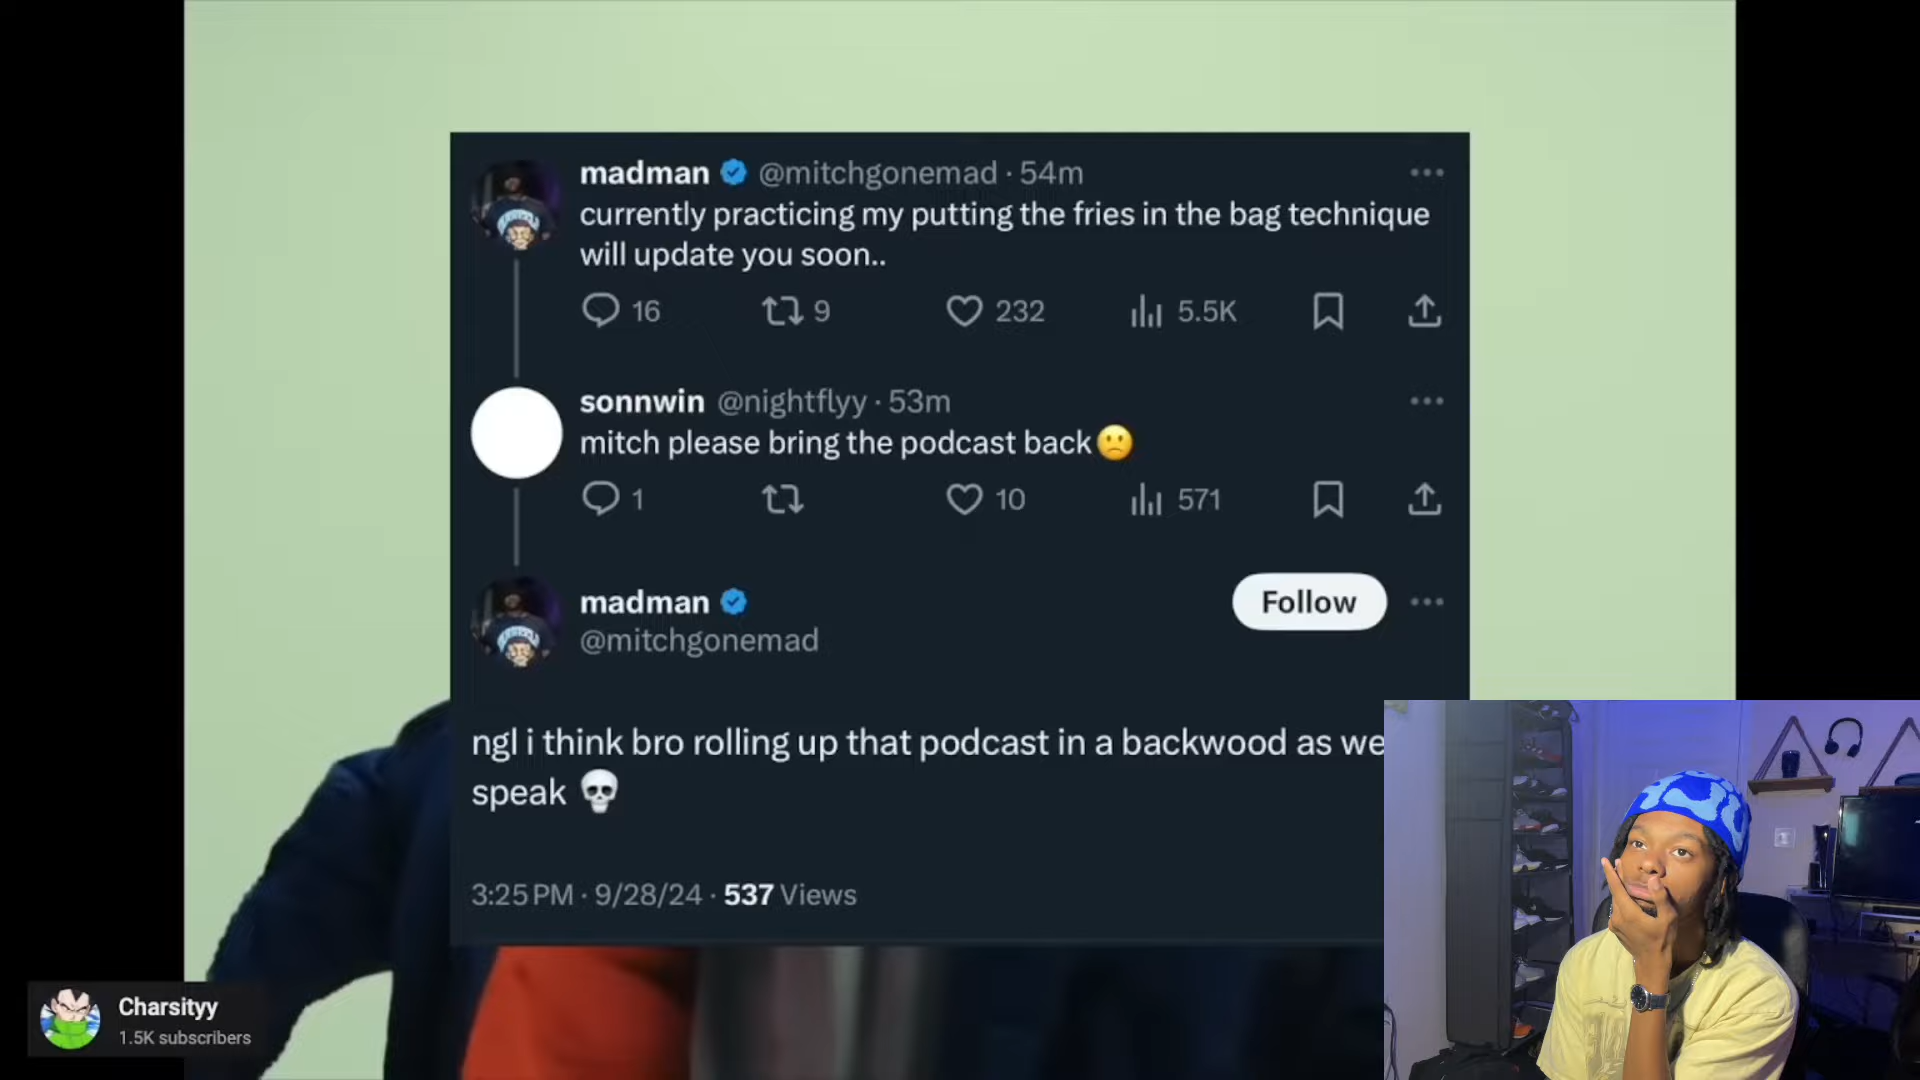 madman @mitchgonemad · 54m
currently practicing my putting the fries in the bag technique
will update you soon..
16 9 232 5.5K
sonnwin @nightflyy · 53m
mitch please bring the podcast back🙁
1 10 571
madman
@mitchgonemad
Follow
ngl i think bro rolling up that podcast in a backwood as we
speak 💀
3:25 PM · 9/28/24 · 537 Views
Charsityy
1.5K subscribers